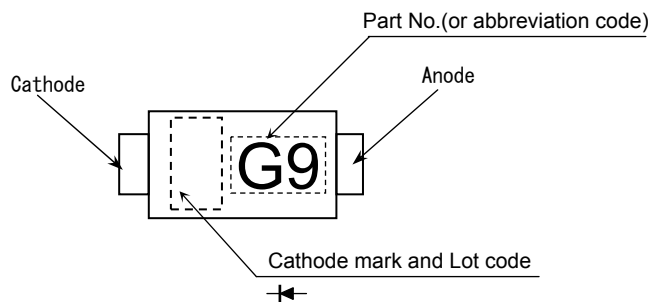 Part No.(or abbreviation code)
Cathode
Anode
G9
Cathode mark and Lot code